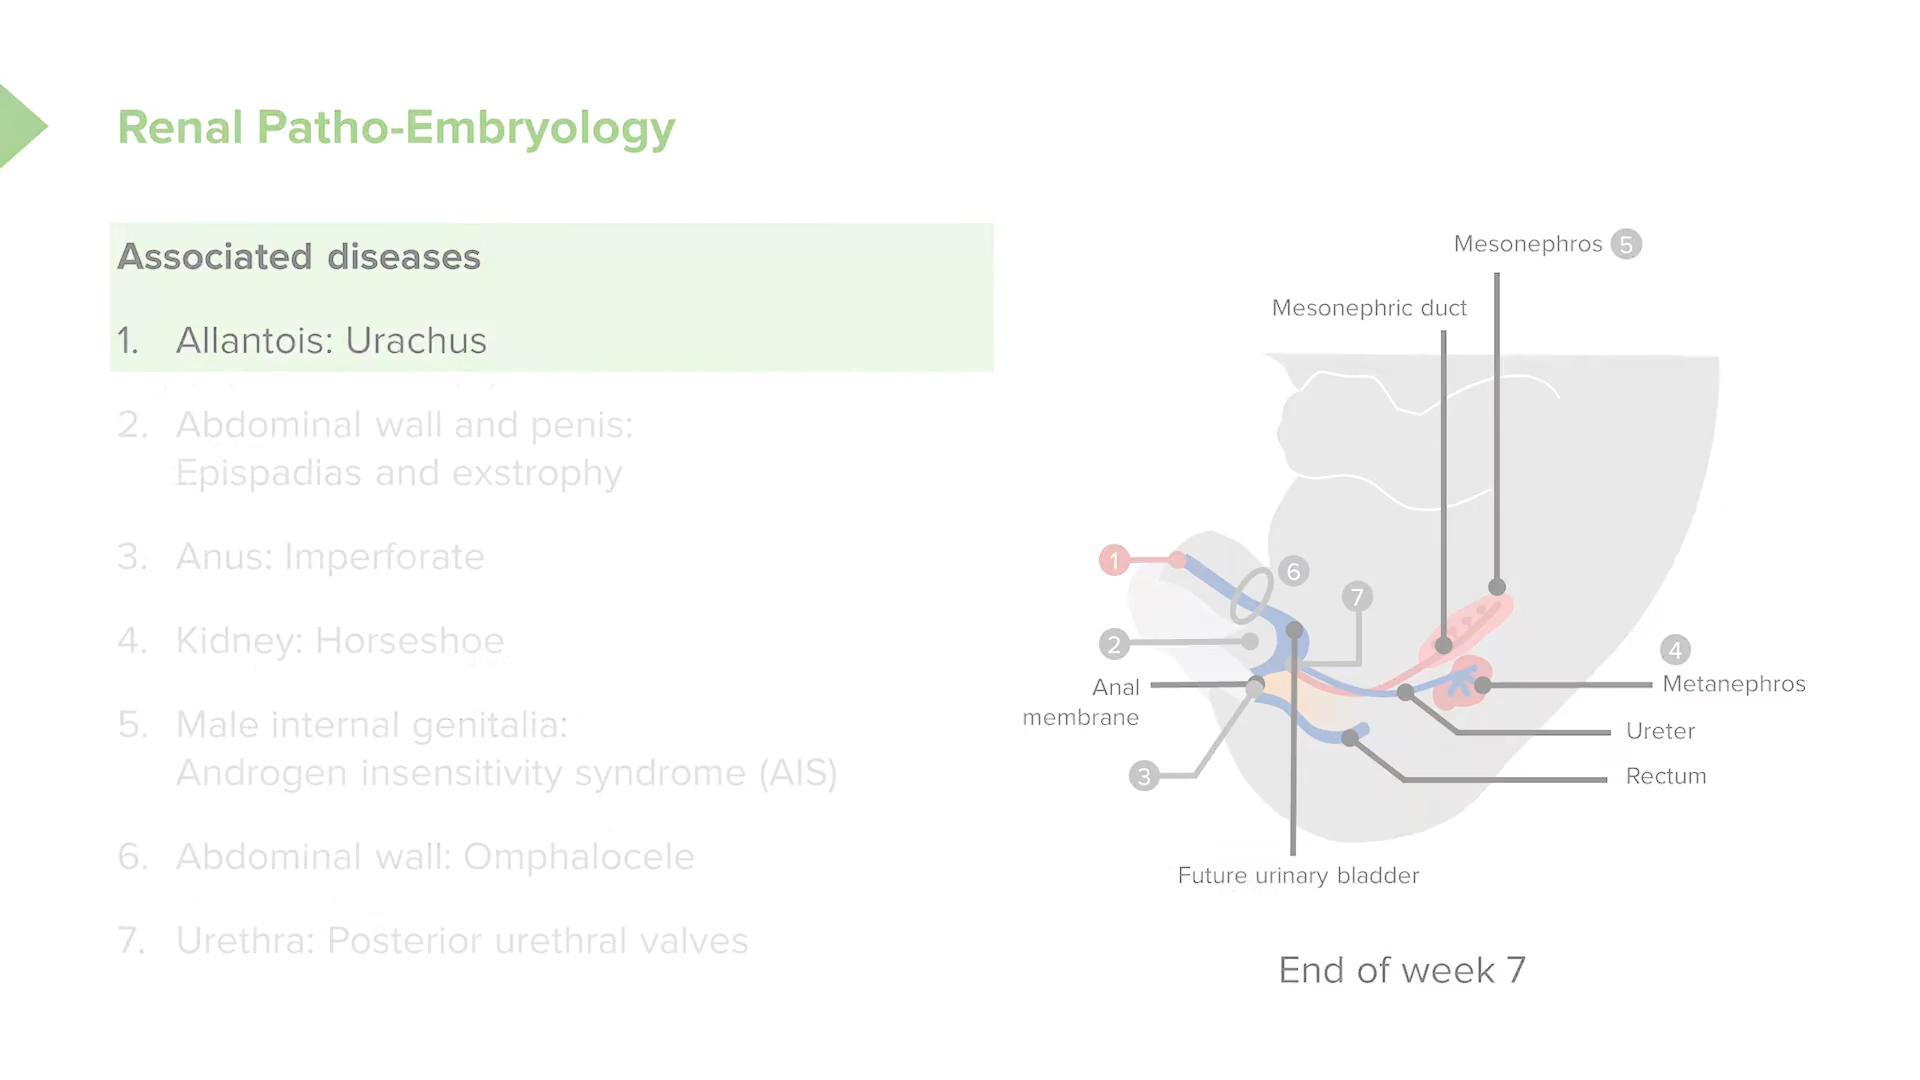 Renal Patho-Embryology
Associated diseases
1. Allantois: Urachus
2. Abdominal wall and penis:
Epispadias and exstrophy
3. Anus: Imperforate
4. Kidney: Horseshoe
5. Male internal genitalia:
Androgen insensitivity syndrome (AIS)
6. Abdominal wall: Omphalocele
7. Urethra: Posterior urethral valves
Mesonephros 5
Mesonephric duct
1
6
7
2
4
Anal
membrane
Metanephros
Ureter
3
Rectum
Future urinary bladder
End of week 7